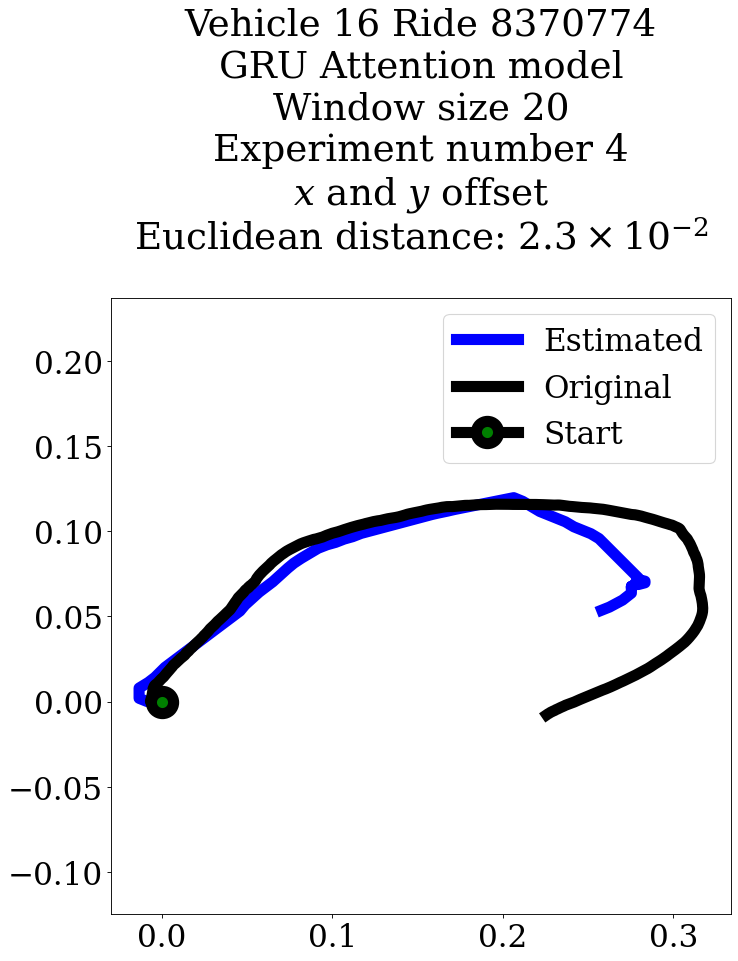 Vehicle 16 Ride 8370774
GRU Attention model
Window size 20
Experiment number 4
x and y offset
Euclidean distance: 2.3 × 10⁻²
Estimated
Original
Start
0.20
0.15
0.10
0.05
0.00
−0.05
−0.10
0.0 0.1 0.2 0.3